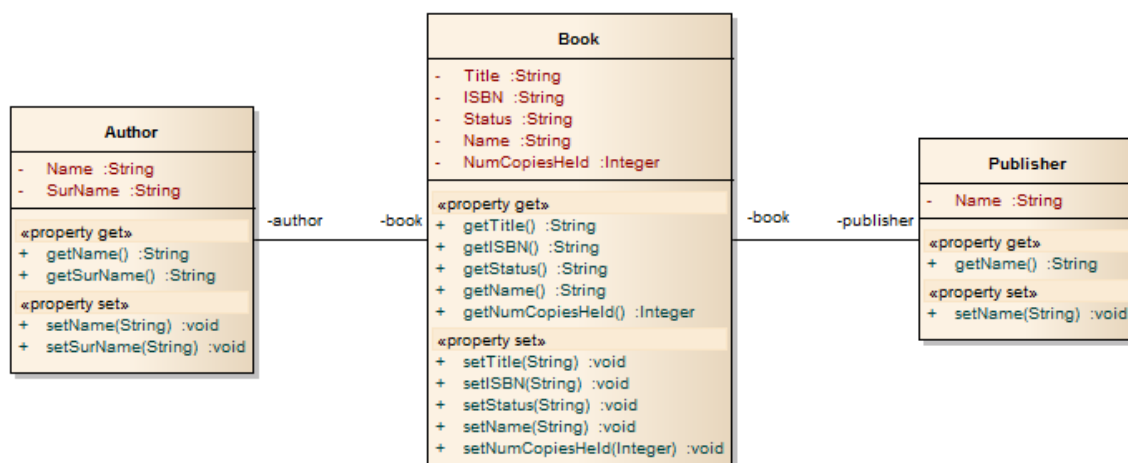 Author
- Name :String
- SurName :String
«property get»
+ getName() :String
+ getSurName() :String
«property set»
+ setName(String) :void
+ setSurName(String) :void
-author
-book
Book
- Title :String
- ISBN :String
- Status :String
- Name :String
- NumCopiesHeld :Integer
«property get»
+ getTitle() :String
+ getISBN() :String
+ getStatus() :String
+ getName() :String
+ getNumCopiesHeld() :Integer
«property set»
+ setTitle(String) :void
+ setISBN(String) :void
+ setStatus(String) :void
+ setName(String) :void
+ setNumCopiesHeld(Integer) :void
-book
-publisher
Publisher
- Name :String
«property get»
+ getName() :String
«property set»
+ setName(String) :void